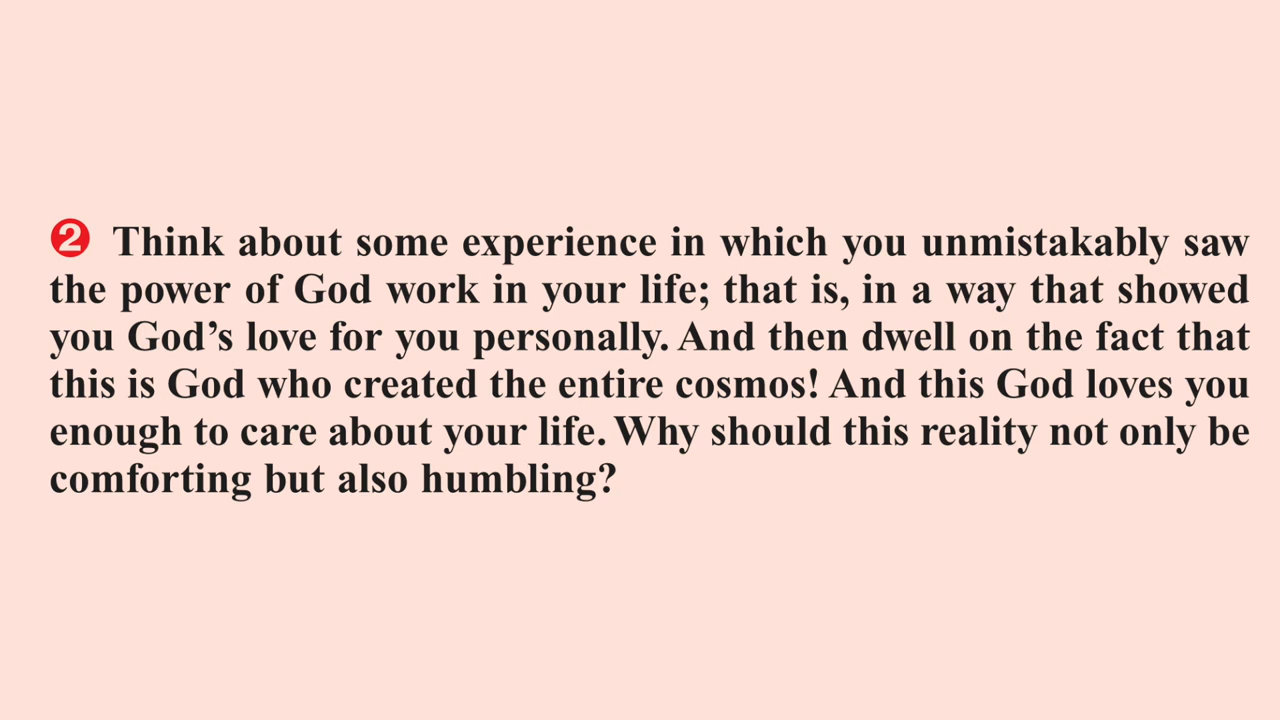 ❷ Think about some experience in which you unmistakably saw
the power of God work in your life; that is, in a way that showed
you God’s love for you personally. And then dwell on the fact that
this is God who created the entire cosmos! And this God loves you
enough to care about your life. Why should this reality not only be
comforting but also humbling?